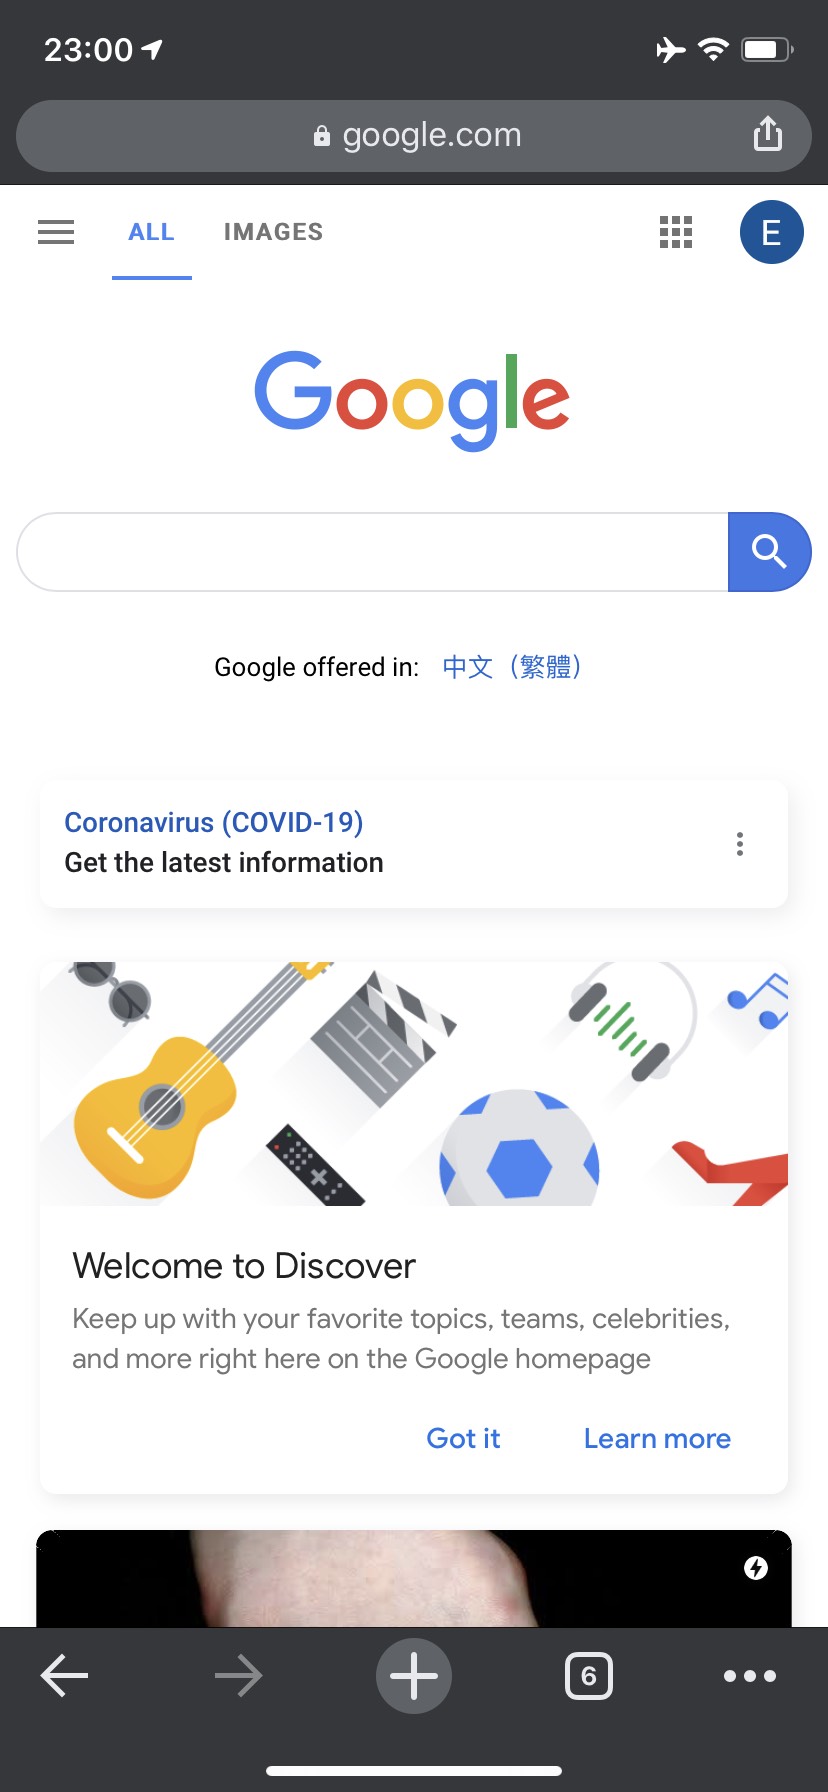 23:00
google.com
ALL IMAGES E
Google
Google offered in: 中文（繁體）
Coronavirus (COVID-19)
Get the latest information
Welcome to Discover
Keep up with your favorite topics, teams, celebrities,
and more right here on the Google homepage
Got it Learn more
6